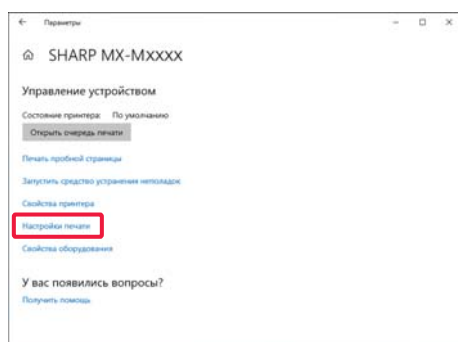 Параметры
SHARP MX-Mxxxx
Управление устройством
Состояние принтера: По умолчанию
Открыть очередь печати
Печать пробной страницы
Запустить средство устранения неполадок
Свойства принтера
Настройки печати
Свойства оборудования
У вас появились вопросы?
Получить помощь